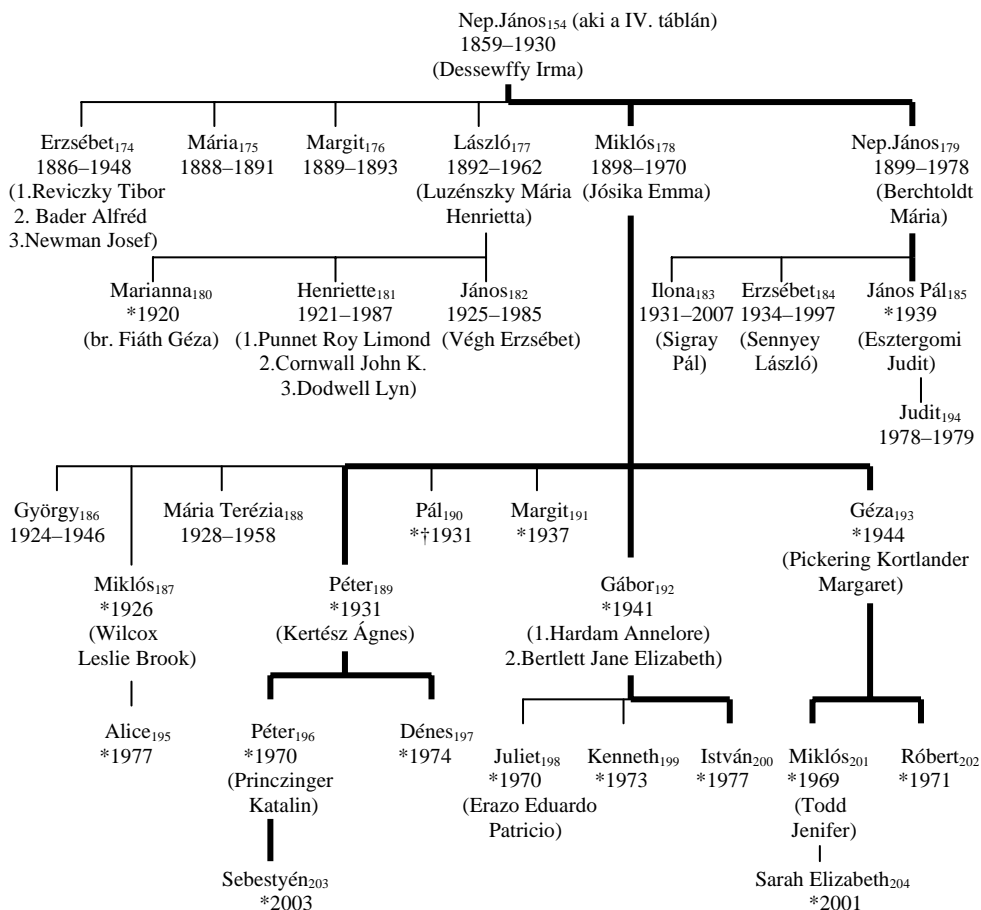 Nep.János154 (aki a IV. táblán)
1859–1930
(Dessewffy Irma)
Erzsébet174
1886–1948
(1.Reviczky Tibor
2. Bader Alfréd
3.Newman Josef)
Mária175
1888–1891
Margit176
1889–1893
László177
1892–1962
(Luzénszky Mária
Henrietta)
Miklós178
1898–1970
(Jósika Emma)
Nep.János179
1899–1978
(Berchtoldt
Mária)
Marianna180
*1920
(br. Fiáth Géza)
Henriette181
1921–1987
(1.Punnet Roy Limond
2.Cornwall John K.
3.Dodwell Lyn)
János182
1925–1985
(Végh Erzsébet)
Ilona183
1931–2007
(Sigray
Pál)
Erzsébet184
1934–1997
(Sennyey
László)
János Pál185
*1939
(Esztergomi
Judit)
Judit194
1978–1979
György186
1924–1946
Miklós187
*1926
(Wilcox
Leslie Brook)
Mária Terézia188
1928–1958
Péter189
*1931
(Kertész Ágnes)
Pál190
*†1931
Margit191
*1937
Gábor192
*1941
(1.Hardam Annelore)
2.Bertlett Jane Elizabeth)
Géza193
*1944
(Pickering Kortlander
Margaret)
Alice195
*1977
Péter196
*1970
(Princzinger
Katalin)
Dénes197
*1974
Juliet198
*1970
(Erazo Eduardo
Patricio)
Kenneth199
*1973
István200
*1977
Miklós201
*1969
(Todd
Jenifer)
Róbert202
*1971
Sebestyén203
*2003
Sarah Elizabeth204
*2001